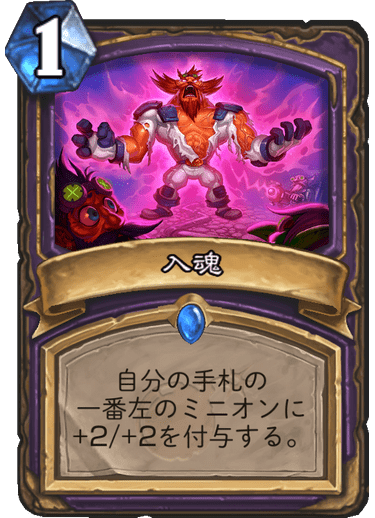 1
入魂
自分の手札の
一番左のミニオンに
+2/+2を付与する。